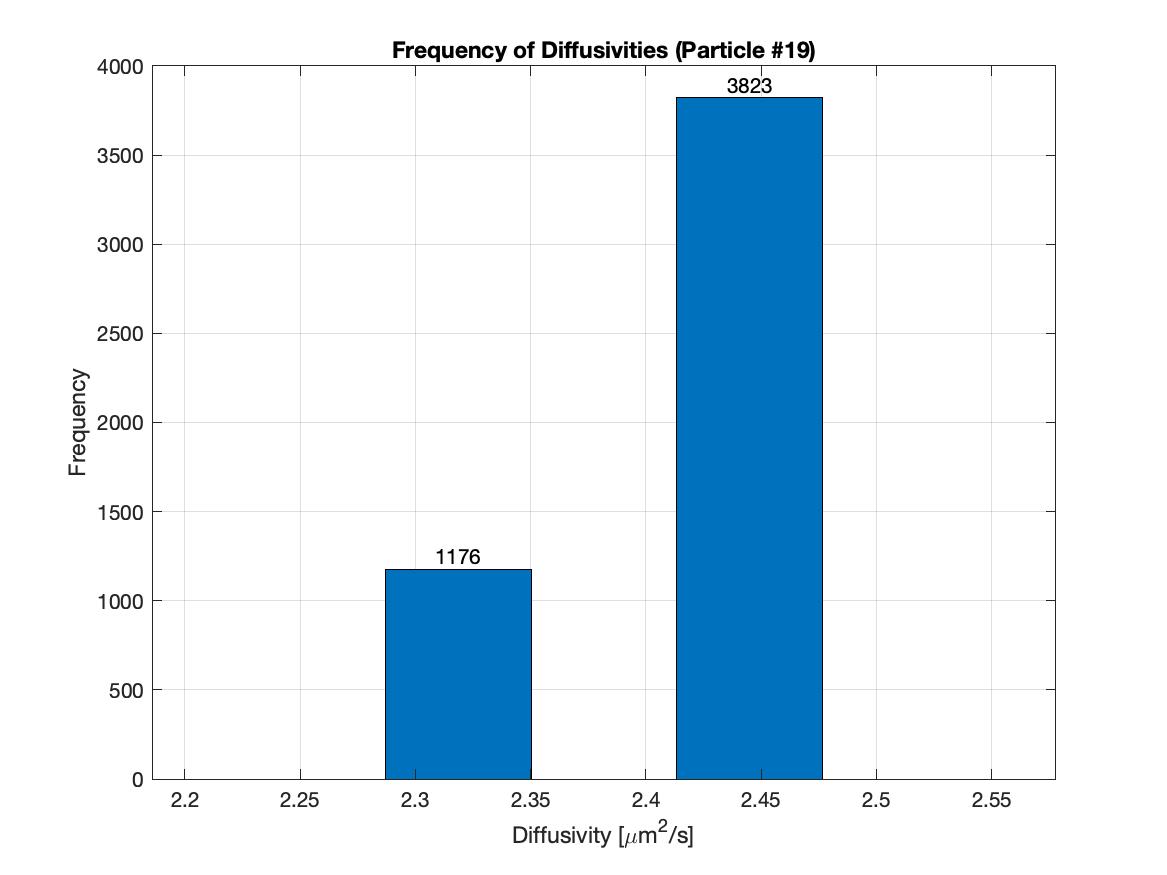 Frequency of Diffusivities (Particle #19)
4000
3500
3000
2500
2000
1500
1000
500
0
Frequency
3823
1176
2.2 2.25 2.3 2.35 2.4 2.45 2.5 2.55
Diffusivity [μm²/s]